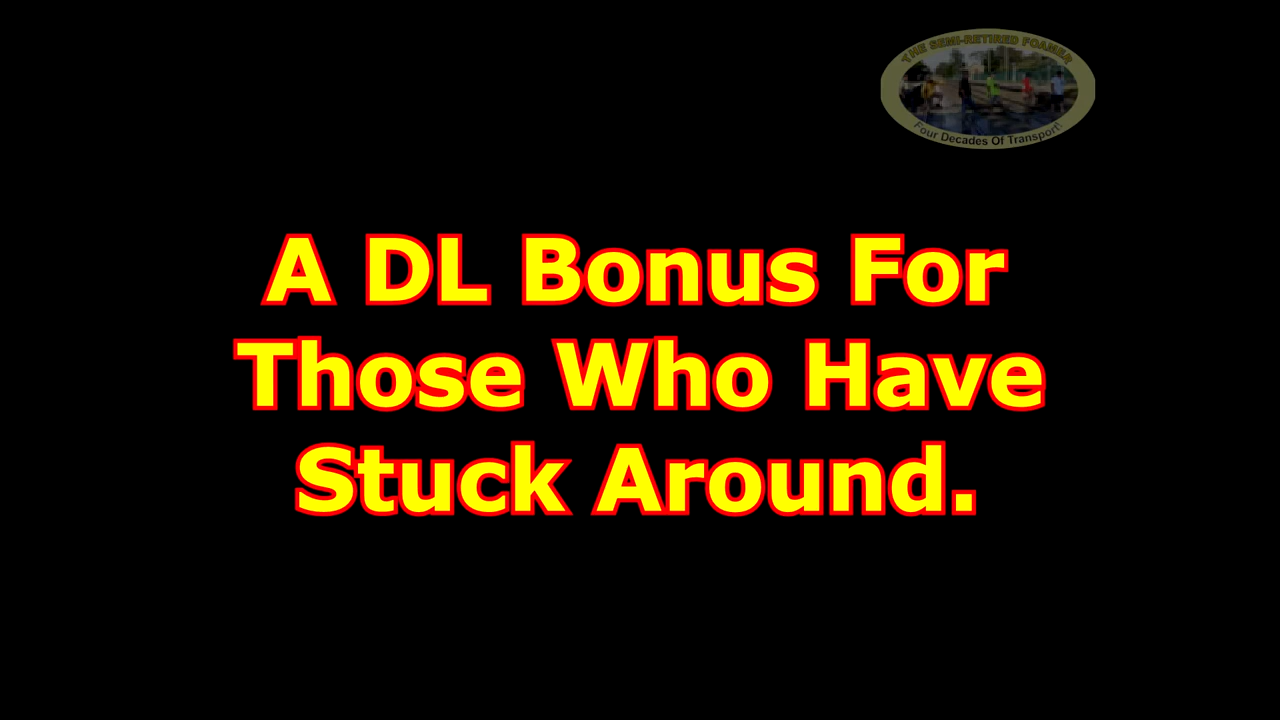 THE SEMI-RETIRED FOAMER
Four Decades Of Transport!
A DL Bonus For
Those Who Have
Stuck Around.